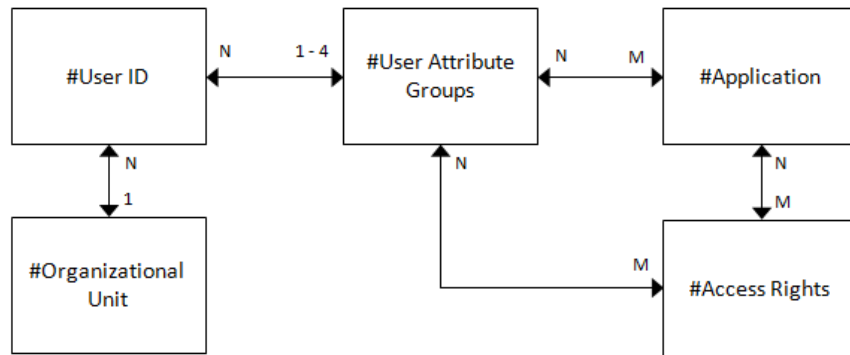 #User ID
N
1 - 4
#User Attribute
Groups
N
M
#Application
N
1
N
N
M
#Organizational
Unit
M
#Access Rights